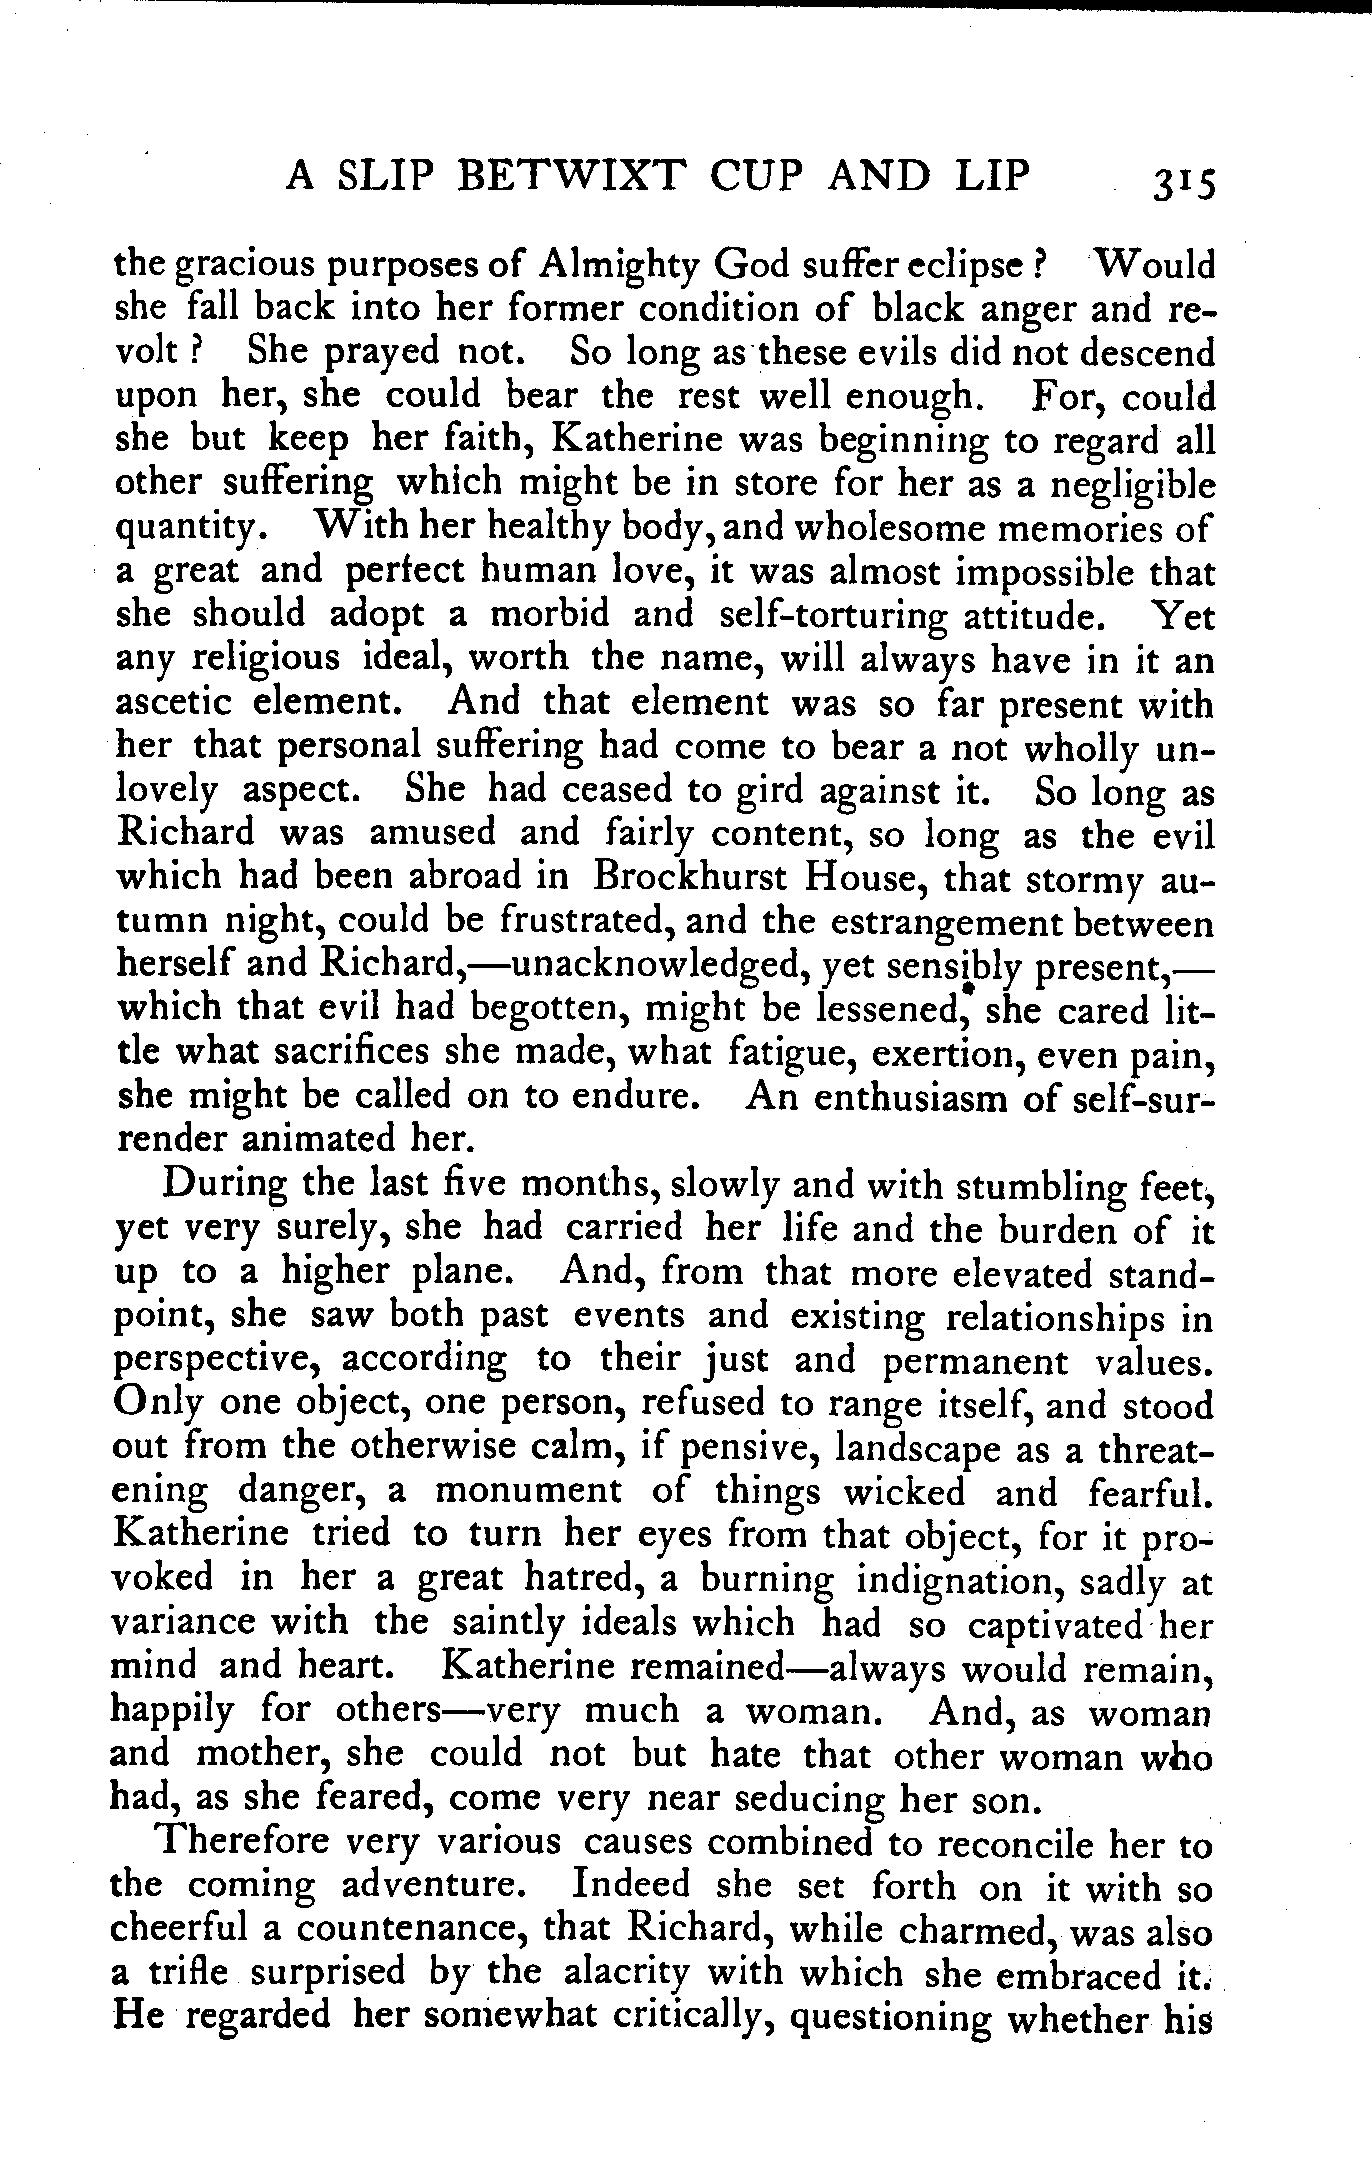 A SLIP BETWIXT CUP AND LIP 315
the gracious purposes of Almighty God suffer eclipse? Would
she fall back into her former condition of black anger and re-
volt? She prayed not. So long as these evils did not descend
upon her, she could bear the rest well enough. For, could
she but keep her faith, Katherine was beginning to regard all
other suffering which might be in store for her as a negligible
quantity. With her healthy body, and wholesome memories of
a great and perfect human love, it was almost impossible that
she should adopt a morbid and self-torturing attitude. Yet
any religious ideal, worth the name, will always have in it an
ascetic element. And that element was so far present with
her that personal suffering had come to bear a not wholly un-
lovely aspect. She had ceased to gird against it. So long as
Richard was amused and fairly content, so long as the evil
which had been abroad in Brockhurst House, that stormy au-
tumn night, could be frustrated, and the estrangement between
herself and Richard,—unacknowledged, yet sensibly present,—
which that evil had begotten, might be lessened, she cared lit-
tle what sacrifices she made, what fatigue, exertion, even pain,
she might be called on to endure. An enthusiasm of self-sur-
render animated her.
During the last five months, slowly and with stumbling feet,
yet very surely, she had carried her life and the burden of it
up to a higher plane. And, from that more elevated stand-
point, she saw both past events and existing relationships in
perspective, according to their just and permanent values.
Only one object, one person, refused to range itself, and stood
out from the otherwise calm, if pensive, landscape as a threat-
ening danger, a monument of things wicked and fearful.
Katherine tried to turn her eyes from that object, for it pro-
voked in her a great hatred, a burning indignation, sadly at
variance with the saintly ideals which had so captivated her
mind and heart. Katherine remained—always would remain,
happily for others—very much a woman. And, as woman
and mother, she could not but hate that other woman who
had, as she feared, come very near seducing her son.
Therefore very various causes combined to reconcile her to
the coming adventure. Indeed she set forth on it with so
cheerful a countenance, that Richard, while charmed, was also
a trifle surprised by the alacrity with which she embraced it.
He regarded her somewhat critically, questioning whether his